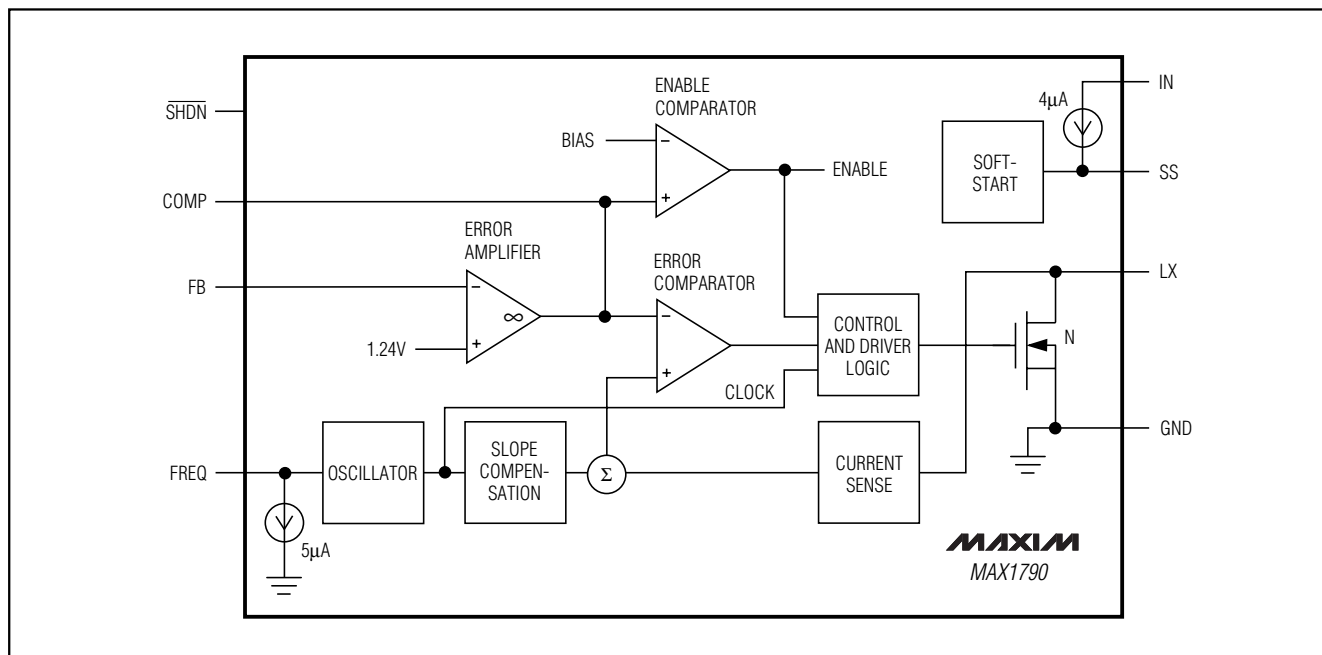 SHDN
COMP
FB
FREQ
ENABLE
COMPARATOR
BIAS
−
+
ENABLE
ERROR
AMPLIFIER
−
∞
+
1.24V
ERROR
COMPARATOR
−
+
CLOCK
CONTROL
AND DRIVER
LOGIC
OSCILLATOR
SLOPE
COMPEN-
SATION
Σ
CURRENT
SENSE
5µA
4µA
SOFT-
START
N
IN
SS
LX
GND
MAXIM
MAX1790